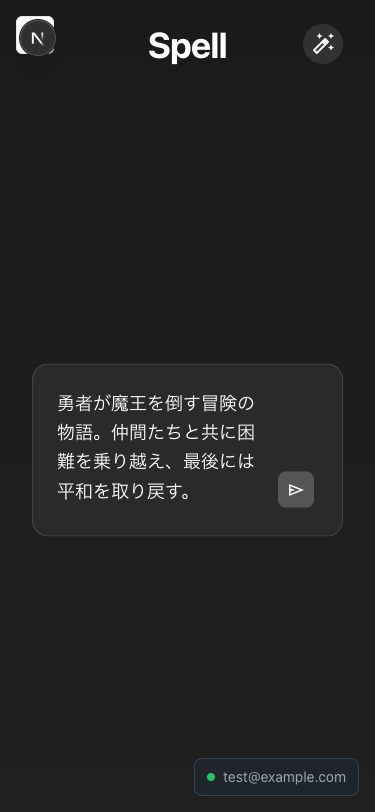 N
Spell
勇者が魔王を倒す冒険の
物語。仲間たちと共に困
難を乗り越え、最後には
平和を取り戻す。
test@example.com